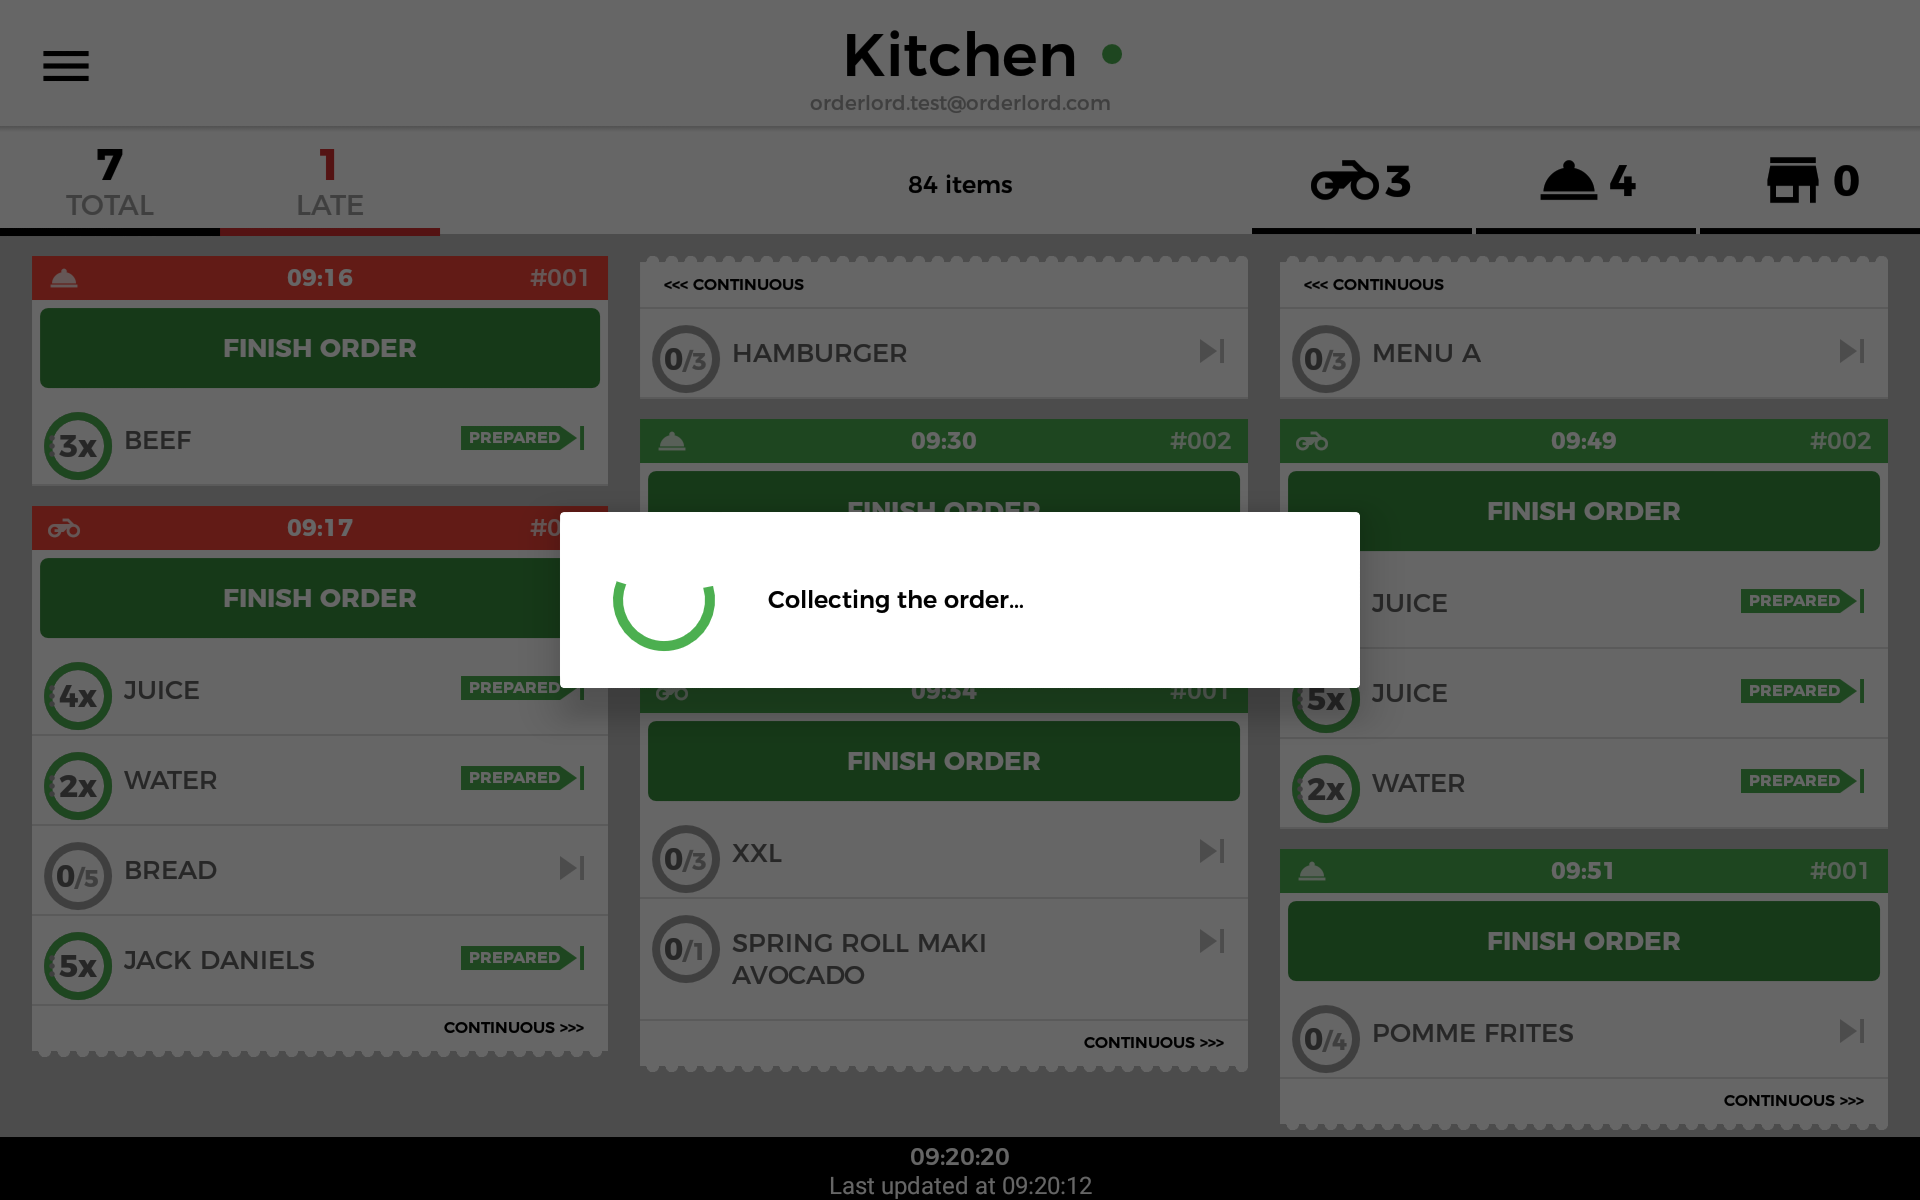 Kitchen
orderlord.test@orderlord.com
7
TOTAL
1
LATE
84 items
3
4
0
09:16 #001
FINISH ORDER
3x BEEF PREPARED
09:17
FINISH ORDER
4x JUICE PREPARED
2x WATER PREPARED
0/5 BREAD
5x JACK DANIELS PREPARED
CONTINUOUS >>>
<<< CONTINUOUS
0/3 HAMBURGER
09:30 #002
FINISH ORDER
Collecting the order...
09:34 #001
FINISH ORDER
0/3 XXL
0/1 SPRING ROLL MAKI
AVOCADO
CONTINUOUS >>>
<<< CONTINUOUS
0/3 MENU A
09:49 #002
FINISH ORDER
JUICE PREPARED
5x JUICE PREPARED
2x WATER PREPARED
09:51 #001
FINISH ORDER
0/4 POMME FRITES
CONTINUOUS >>>
09:20:20
Last updated at 09:20:12